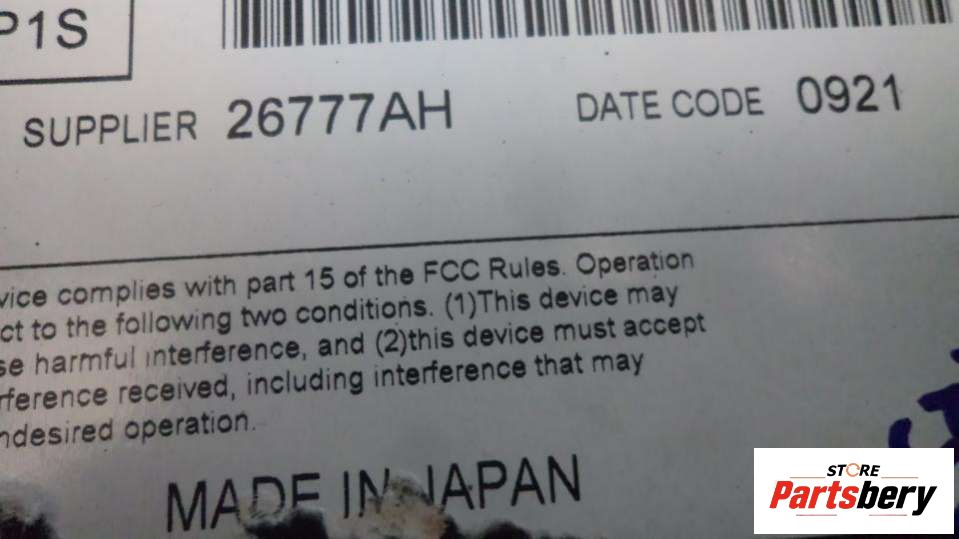 P1S
SUPPLIER 26777AH DATE CODE 0921
vice complies with part 15 of the FCC Rules. Operation
ct to the following two conditions. (1)This device may
se harmful interference, and (2)this device must accept
rference received, including interference that may
ndesired operation.
MADE IN JAPAN
STORE
Partsbery